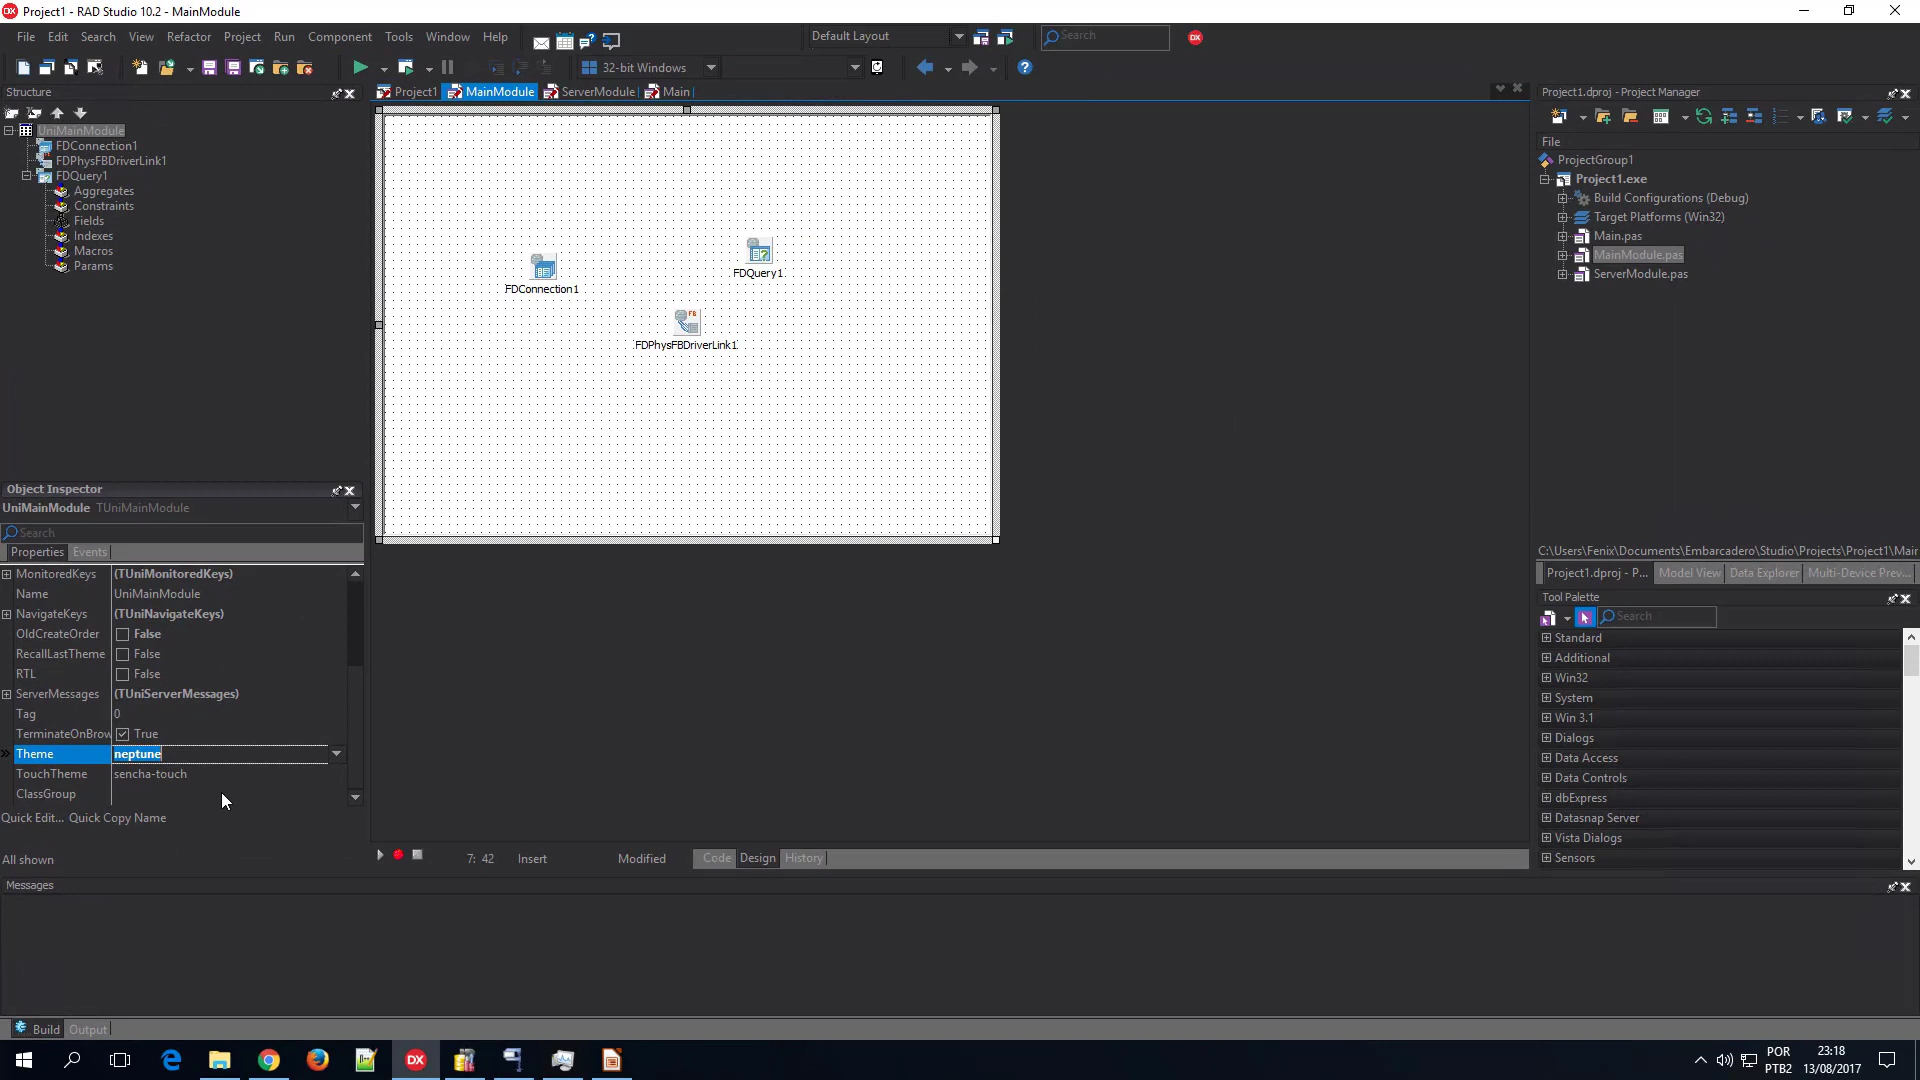 Project1 - RAD Studio 10.2 - MainModule
File Edit Search View Refactor Project Run Component Tools Window Help
Default Layout
Search
32-bit Windows
Structure
Project1 MainModule ServerModule Main
Project1.dproj - Project Manager
UniMainModule
FDConnection1
FDPhysFBDriverLink1
FDQuery1
Aggregates
Constraints
Fields
Indexes
Macros
Params
FDConnection1
FDQuery1
FB
FDPhysFBDriverLink1
File
ProjectGroup1
Project1.exe
Build Configurations (Debug)
Target Platforms (Win32)
Main.pas
MainModule.pas
ServerModule.pas
Object Inspector
UniMainModule TUniMainModule
Search
Properties Events
MonitoredKeys (TUniMonitoredKeys)
Name UniMainModule
NavigateKeys (TUniNavigateKeys)
OldCreateOrder False
RecallLastTheme False
RTL False
ServerMessages (TUniServerMessages)
Tag 0
TerminateOnBrow True
Theme neptune
TouchTheme sencha-touch
ClassGroup
Quick Edit... Quick Copy Name
All shown
7: 42 Insert Modified Code Design History
C:\Users\Fenix\Documents\Embarcadero\Studio\Projects\Project1\Mair
Project1.dproj - P... Model View Data Explorer Multi-Device Prev...
Tool Palette
Search
Standard
Additional
Win32
System
Win 3.1
Dialogs
Data Access
Data Controls
dbExpress
Datasnap Server
Vista Dialogs
Sensors
Messages
Build Output
DX
POR
PTB2
23:18
13/08/2017